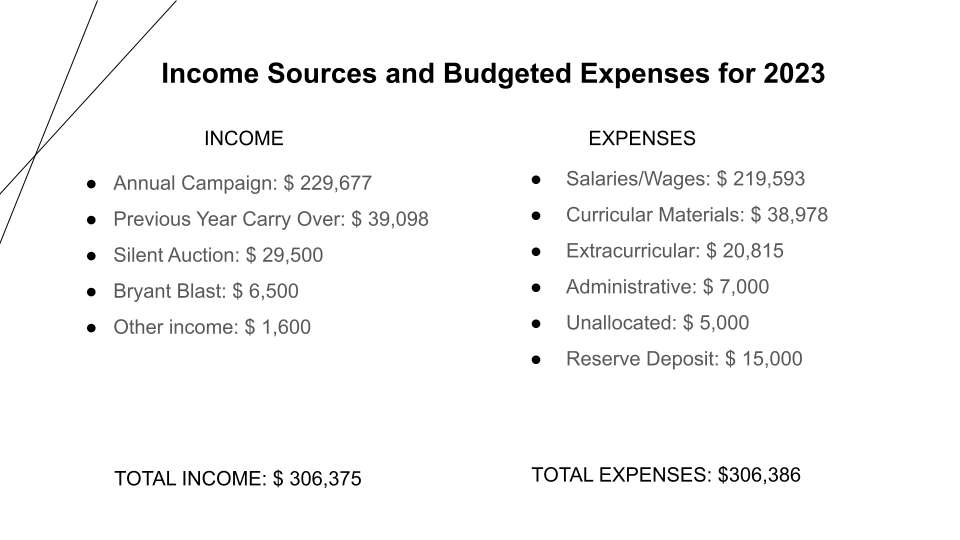 Income Sources and Budgeted Expenses for 2023
INCOME
● Annual Campaign: $ 229,677
● Previous Year Carry Over: $ 39,098
● Silent Auction: $ 29,500
● Bryant Blast: $ 6,500
● Other income: $ 1,600
TOTAL INCOME: $ 306,375
EXPENSES
● Salaries/Wages: $ 219,593
● Curricular Materials: $ 38,978
● Extracurricular: $ 20,815
● Administrative: $ 7,000
● Unallocated: $ 5,000
● Reserve Deposit: $ 15,000
TOTAL EXPENSES: $306,386